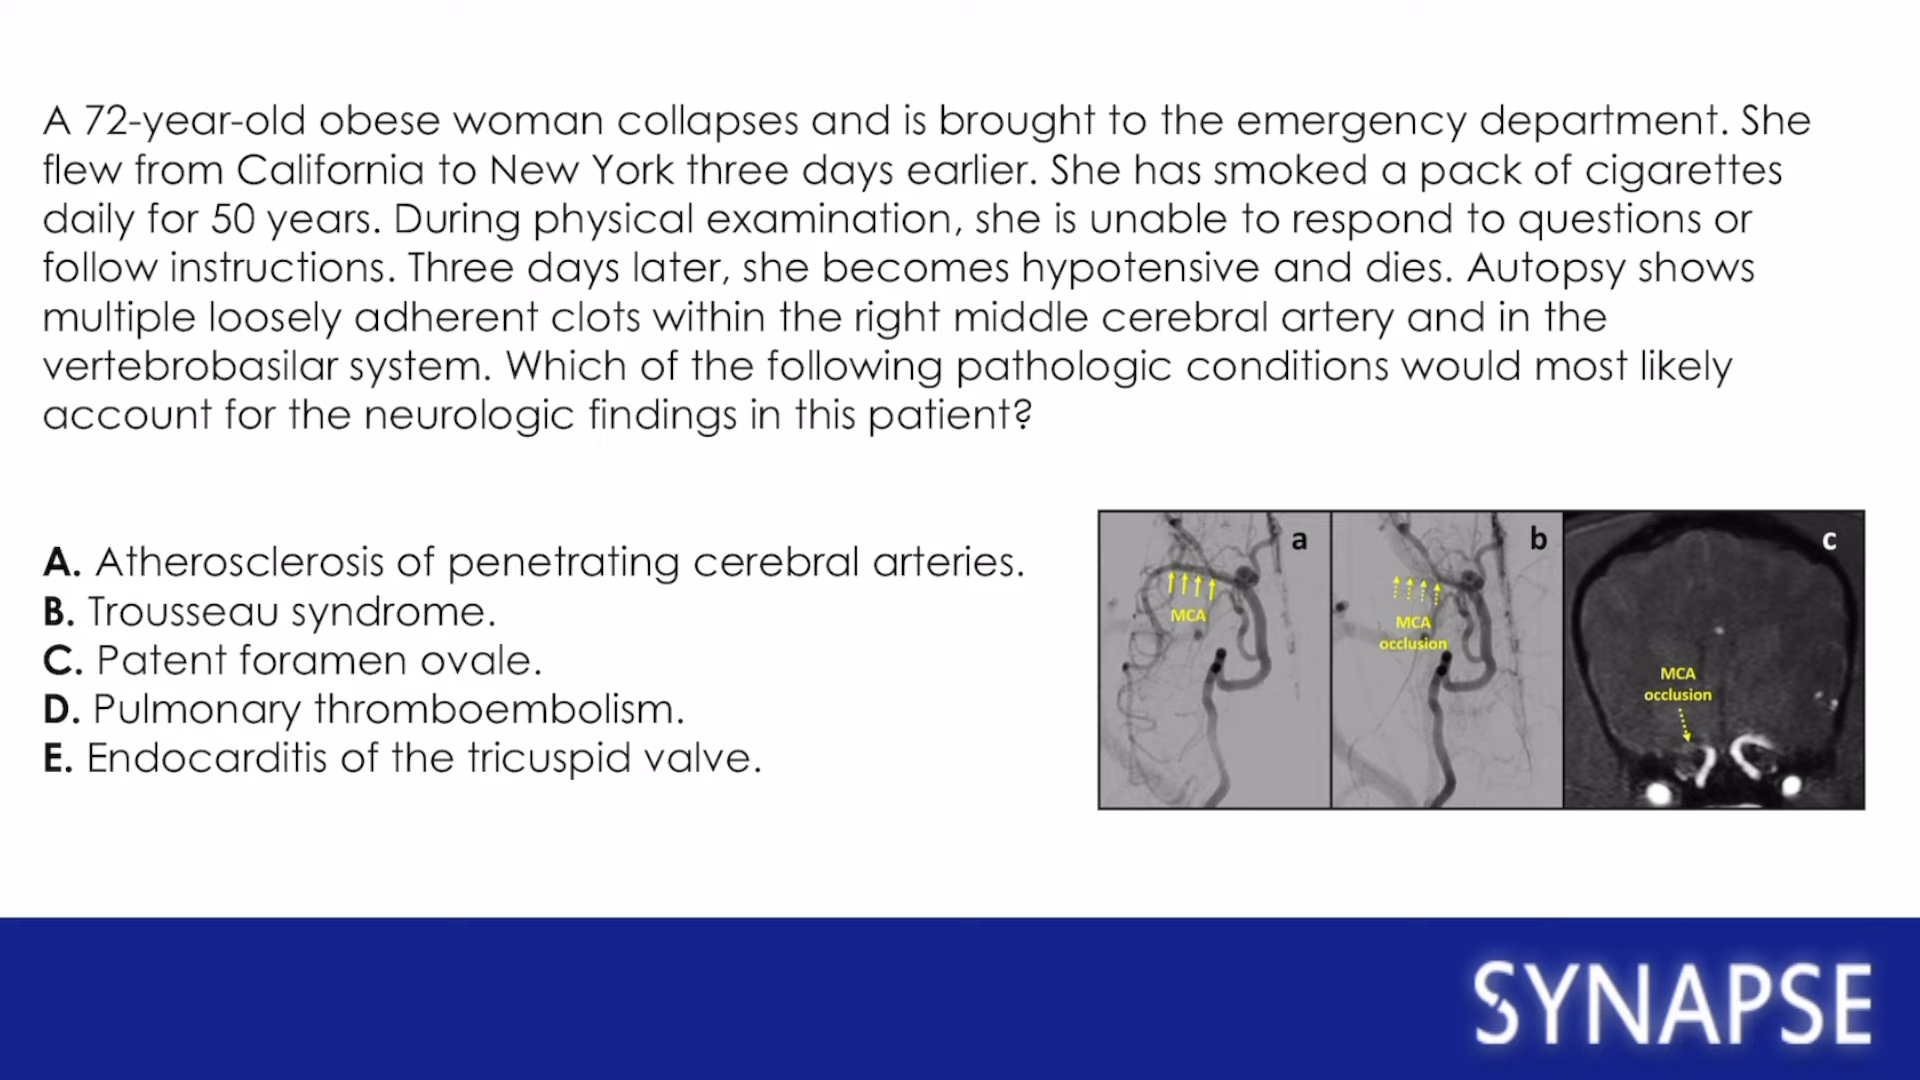 A 72-year-old obese woman collapses and is brought to the emergency department. She
flew from California to New York three days earlier. She has smoked a pack of cigarettes
daily for 50 years. During physical examination, she is unable to respond to questions or
follow instructions. Three days later, she becomes hypotensive and dies. Autopsy shows
multiple loosely adherent clots within the right middle cerebral artery and in the
vertebrobasilar system. Which of the following pathologic conditions would most likely
account for the neurologic findings in this patient?
A. Atherosclerosis of penetrating cerebral arteries.
B. Trousseau syndrome.
C. Patent foramen ovale.
D. Pulmonary thromboembolism.
E. Endocarditis of the tricuspid valve.
a
MCA
b
MCA
occlusion
c
MCA
occlusion
SYNAPSE